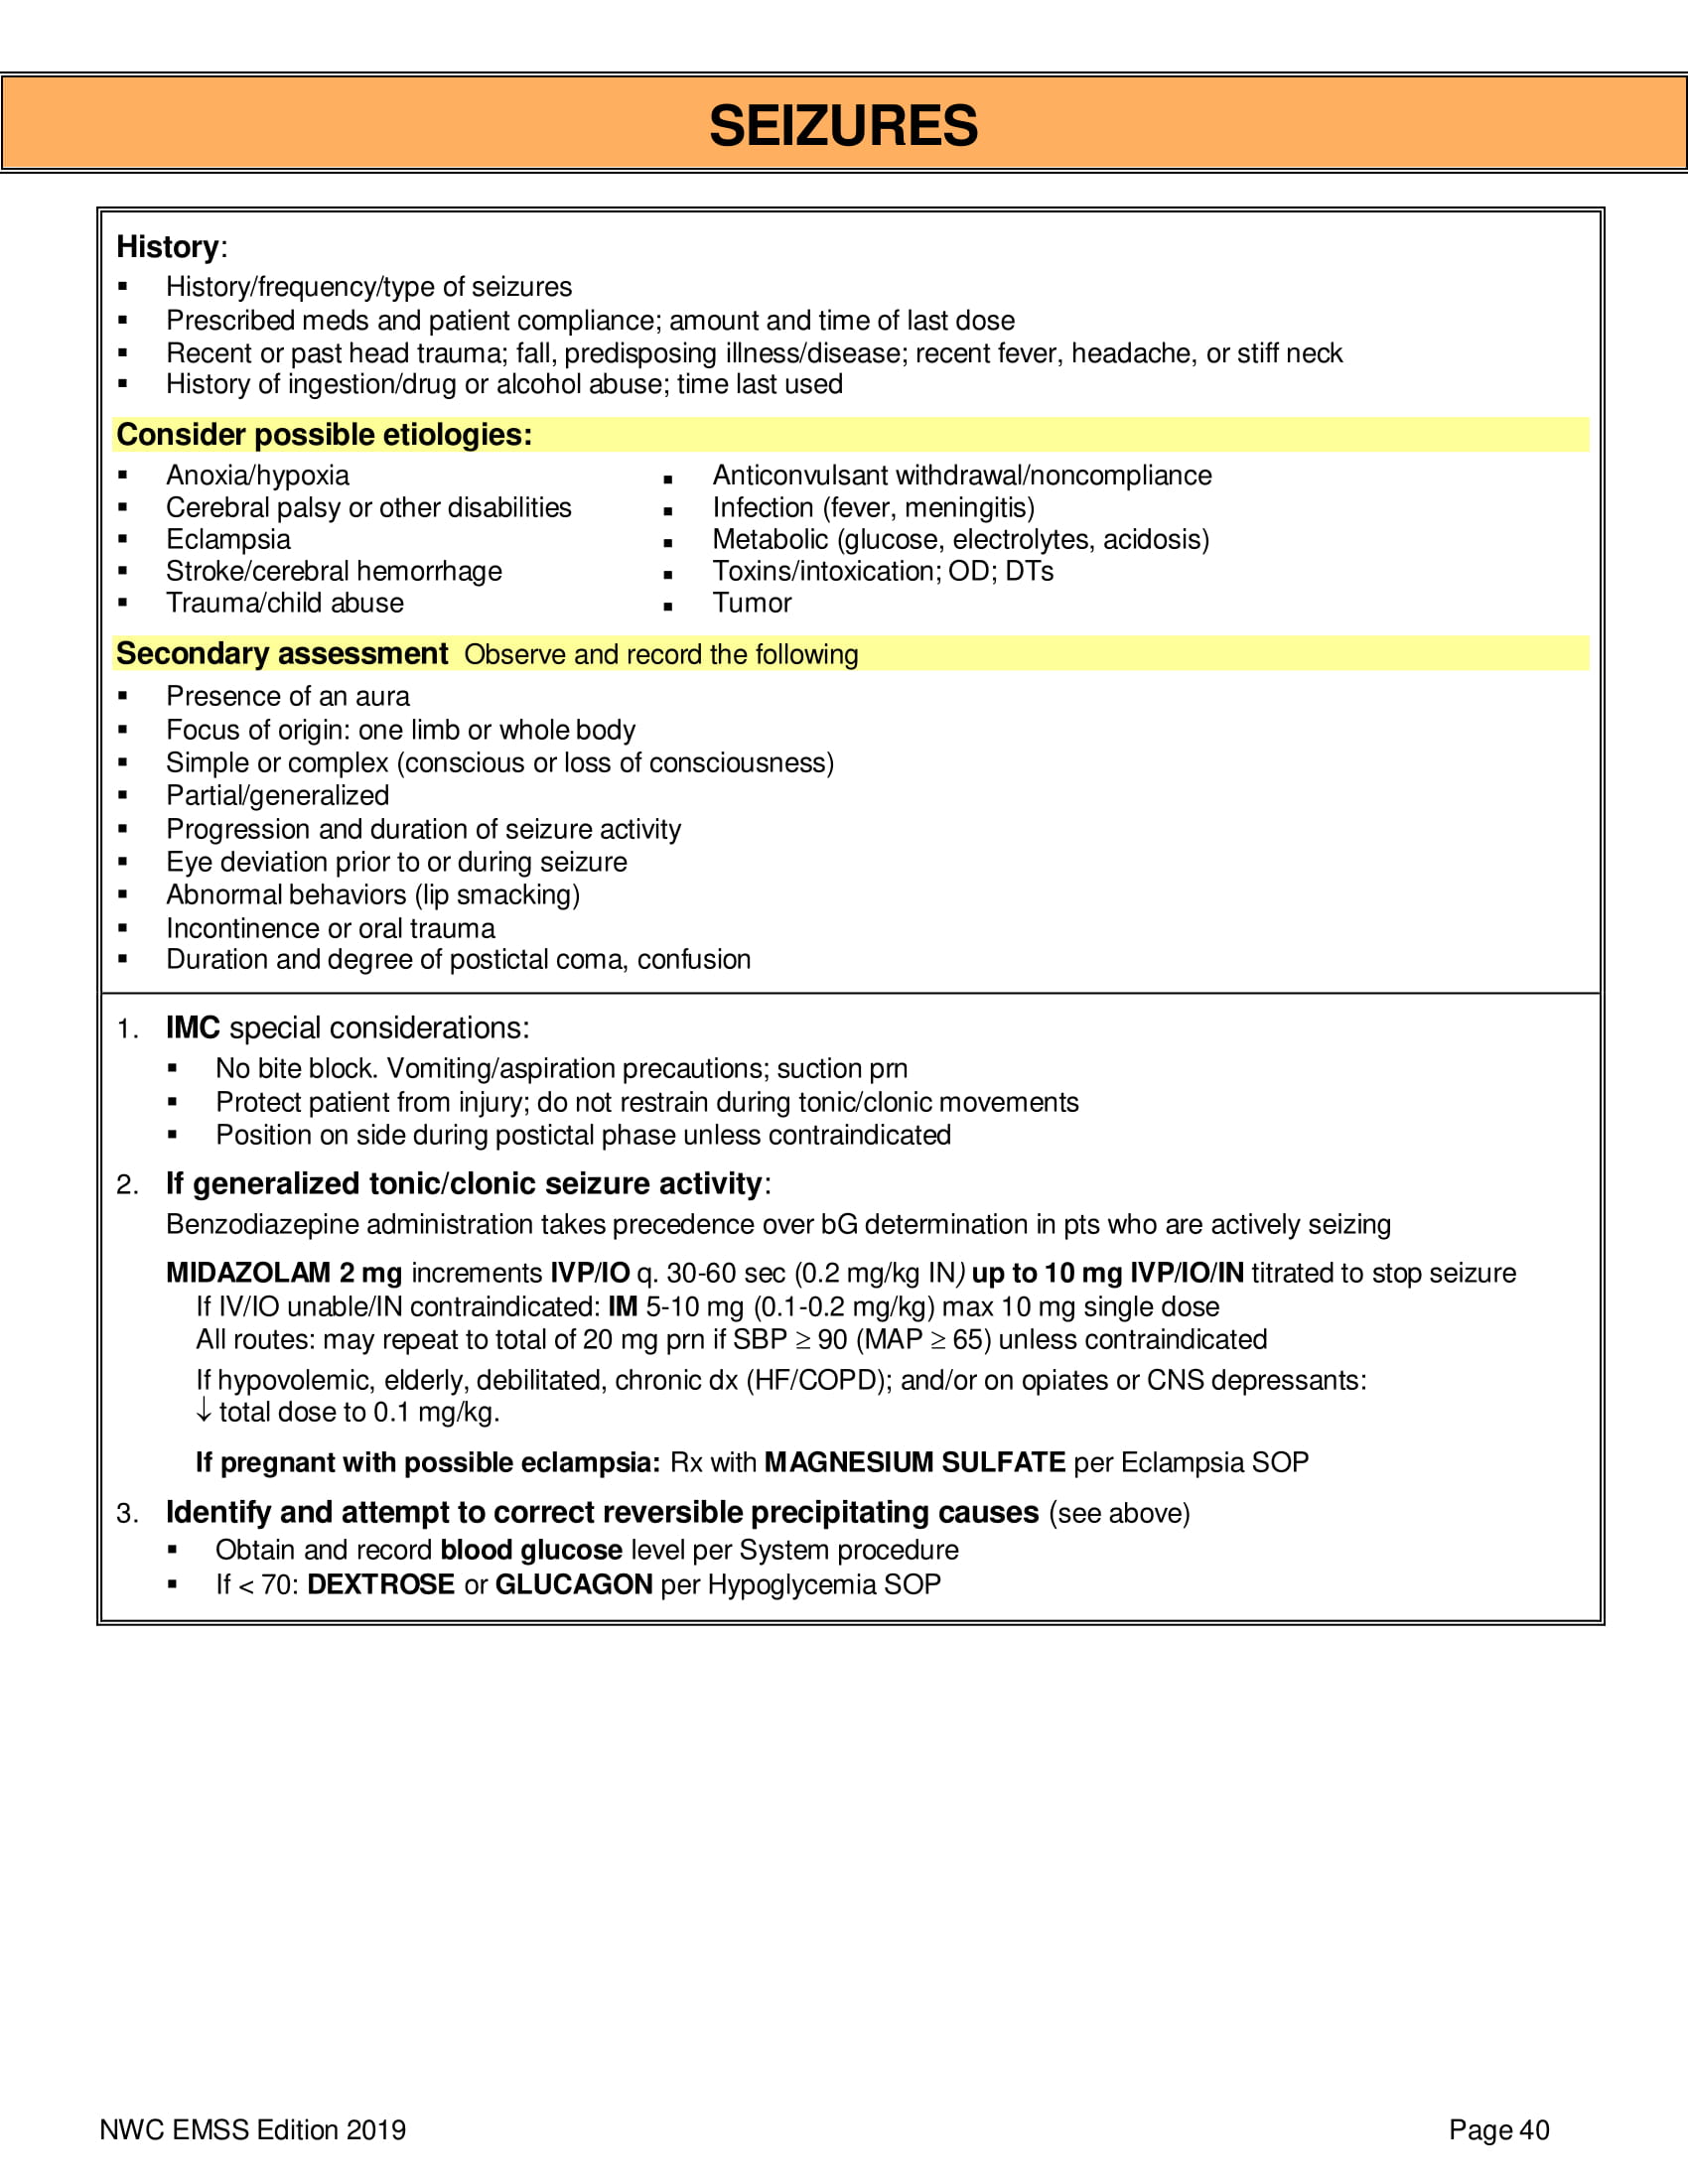 SEIZURES
History:
▪ History/frequency/type of seizures
▪ Prescribed meds and patient compliance; amount and time of last dose
▪ Recent or past head trauma; fall, predisposing illness/disease; recent fever, headache, or stiff neck
▪ History of ingestion/drug or alcohol abuse; time last used
Consider possible etiologies:
▪ Anoxia/hypoxia
▪ Cerebral palsy or other disabilities
▪ Eclampsia
▪ Stroke/cerebral hemorrhage
▪ Trauma/child abuse
▪ Anticonvulsant withdrawal/noncompliance
▪ Infection (fever, meningitis)
▪ Metabolic (glucose, electrolytes, acidosis)
▪ Toxins/intoxication; OD; DTs
▪ Tumor
Secondary assessment Observe and record the following
▪ Presence of an aura
▪ Focus of origin: one limb or whole body
▪ Simple or complex (conscious or loss of consciousness)
▪ Partial/generalized
▪ Progression and duration of seizure activity
▪ Eye deviation prior to or during seizure
▪ Abnormal behaviors (lip smacking)
▪ Incontinence or oral trauma
▪ Duration and degree of postictal coma, confusion
1. IMC special considerations:
▪ No bite block. Vomiting/aspiration precautions; suction prn
▪ Protect patient from injury; do not restrain during tonic/clonic movements
▪ Position on side during postictal phase unless contraindicated
2. If generalized tonic/clonic seizure activity:
Benzodiazepine administration takes precedence over bG determination in pts who are actively seizing
MIDAZOLAM 2 mg increments IVP/IO q. 30-60 sec (0.2 mg/kg IN) up to 10 mg IVP/IO/IN titrated to stop seizure
If IV/IO unable/IN contraindicated: IM 5-10 mg (0.1-0.2 mg/kg) max 10 mg single dose
All routes: may repeat to total of 20 mg prn if SBP ≥ 90 (MAP ≥ 65) unless contraindicated
If hypovolemic, elderly, debilitated, chronic dx (HF/COPD); and/or on opiates or CNS depressants:
↓ total dose to 0.1 mg/kg.
If pregnant with possible eclampsia: Rx with MAGNESIUM SULFATE per Eclampsia SOP
3. Identify and attempt to correct reversible precipitating causes (see above)
▪ Obtain and record blood glucose level per System procedure
▪ If < 70: DEXTROSE or GLUCAGON per Hypoglycemia SOP
NWC EMSS Edition 2019
Page 40